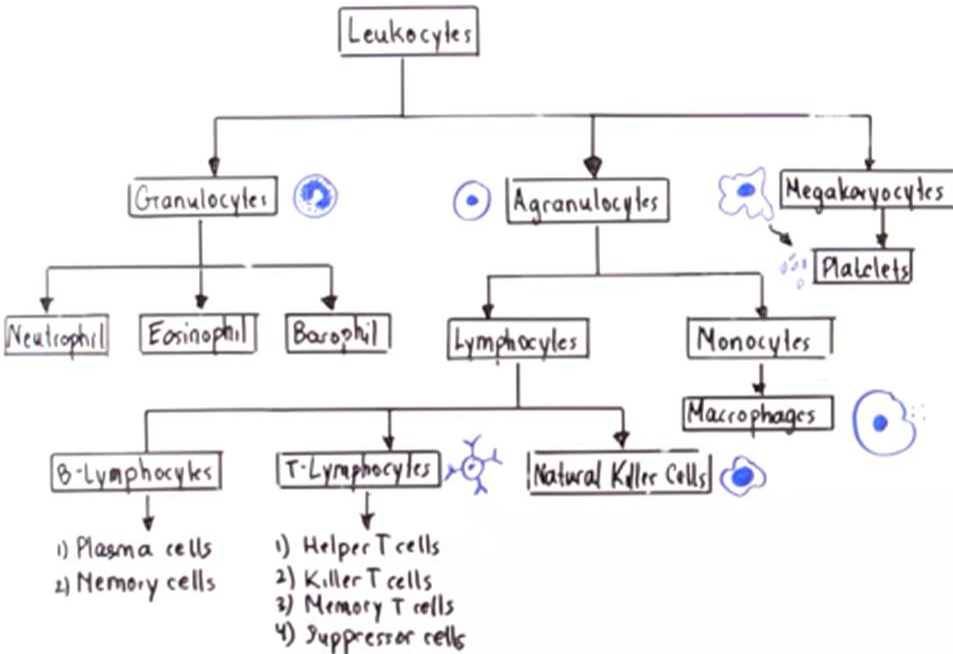 Leukocytes
Granulocytes
Agranulocytes
Megakaryocytes
Platelets
Neutrophil
Eosinophil
Basophil
Lymphocytes
Monocytes
Macrophages
B-Lymphocytes
T-Lymphocytes
Natural Killer Cells
1) Plasma cells
2) Memory cells
1) Helper T cells
2) Killer T cells
3) Memory T cells
4) Suppressor cells